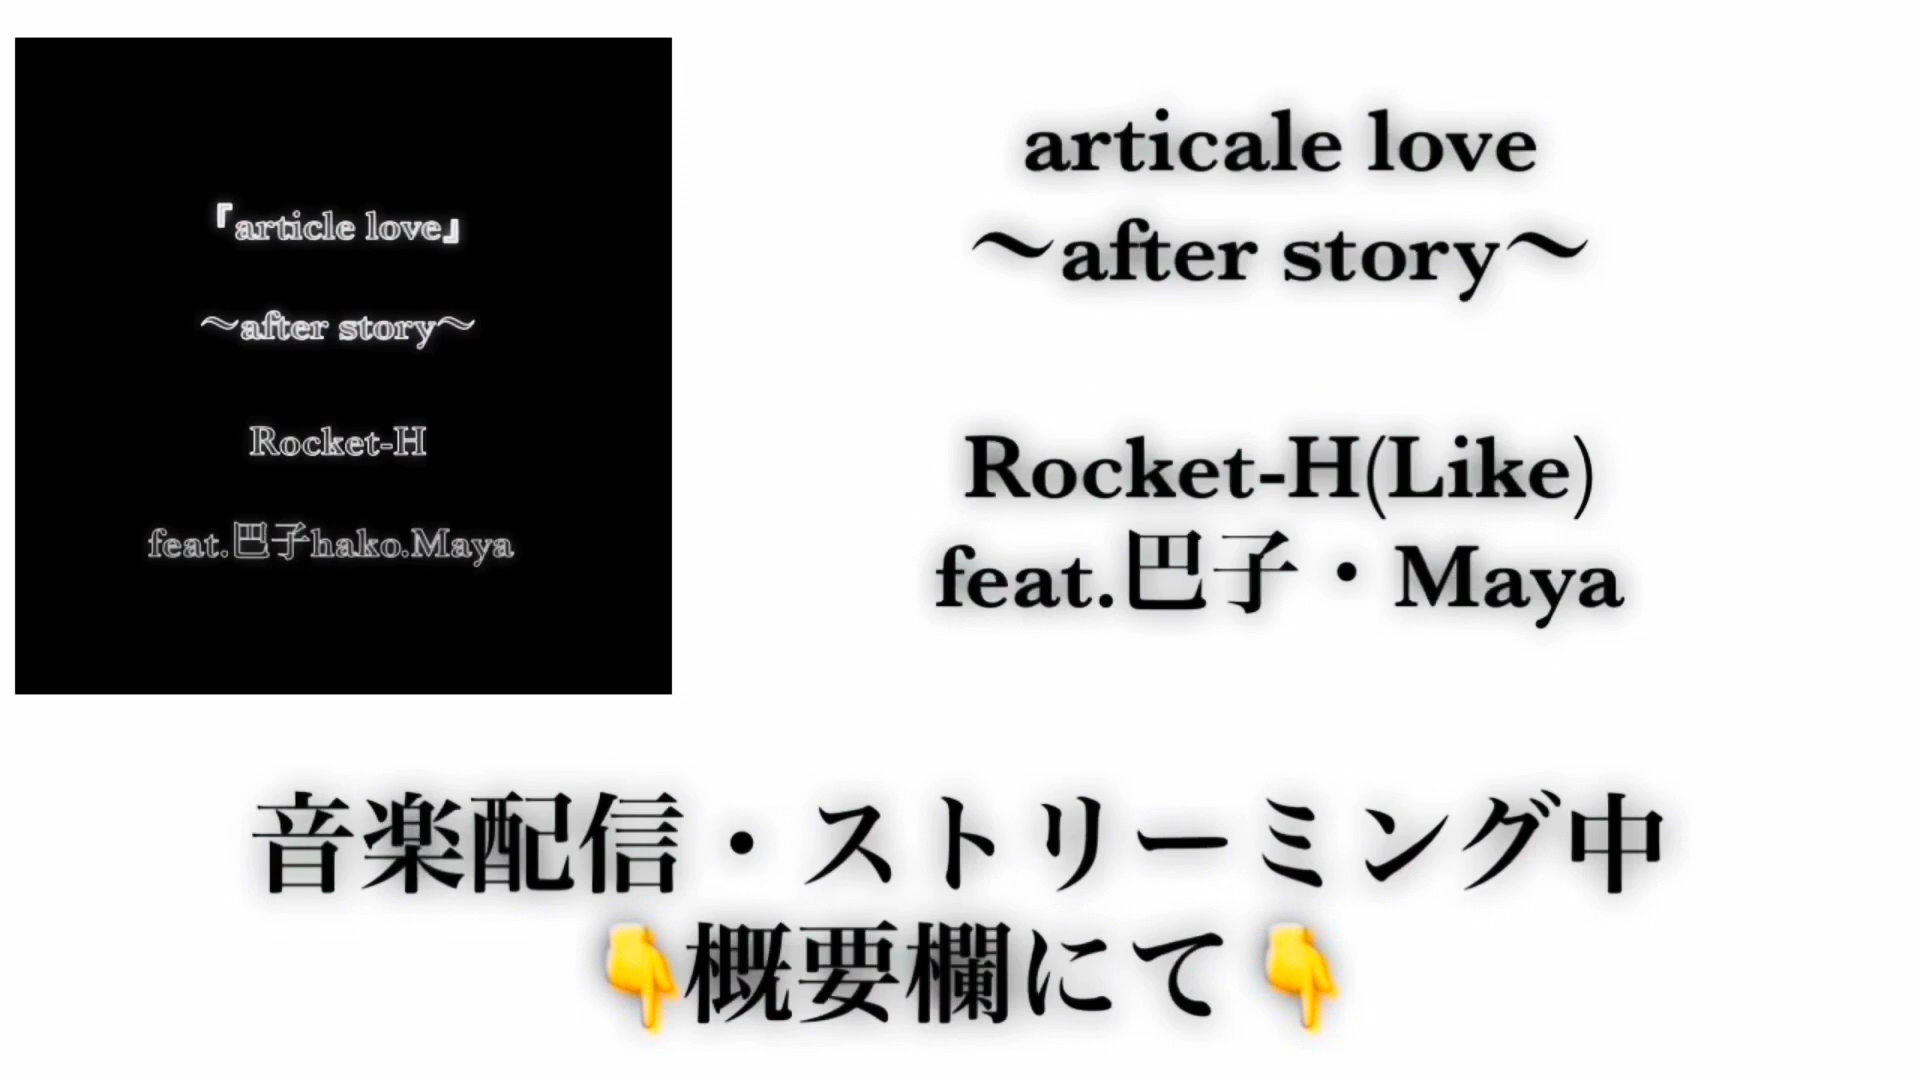 『article love』
～after story～
Rocket-H
feat.巴子hako.Maya
articale love
～after story～
Rocket-H(Like)
feat.巴子・Maya
音楽配信・ストリーミング中
👇概要欄にて👇